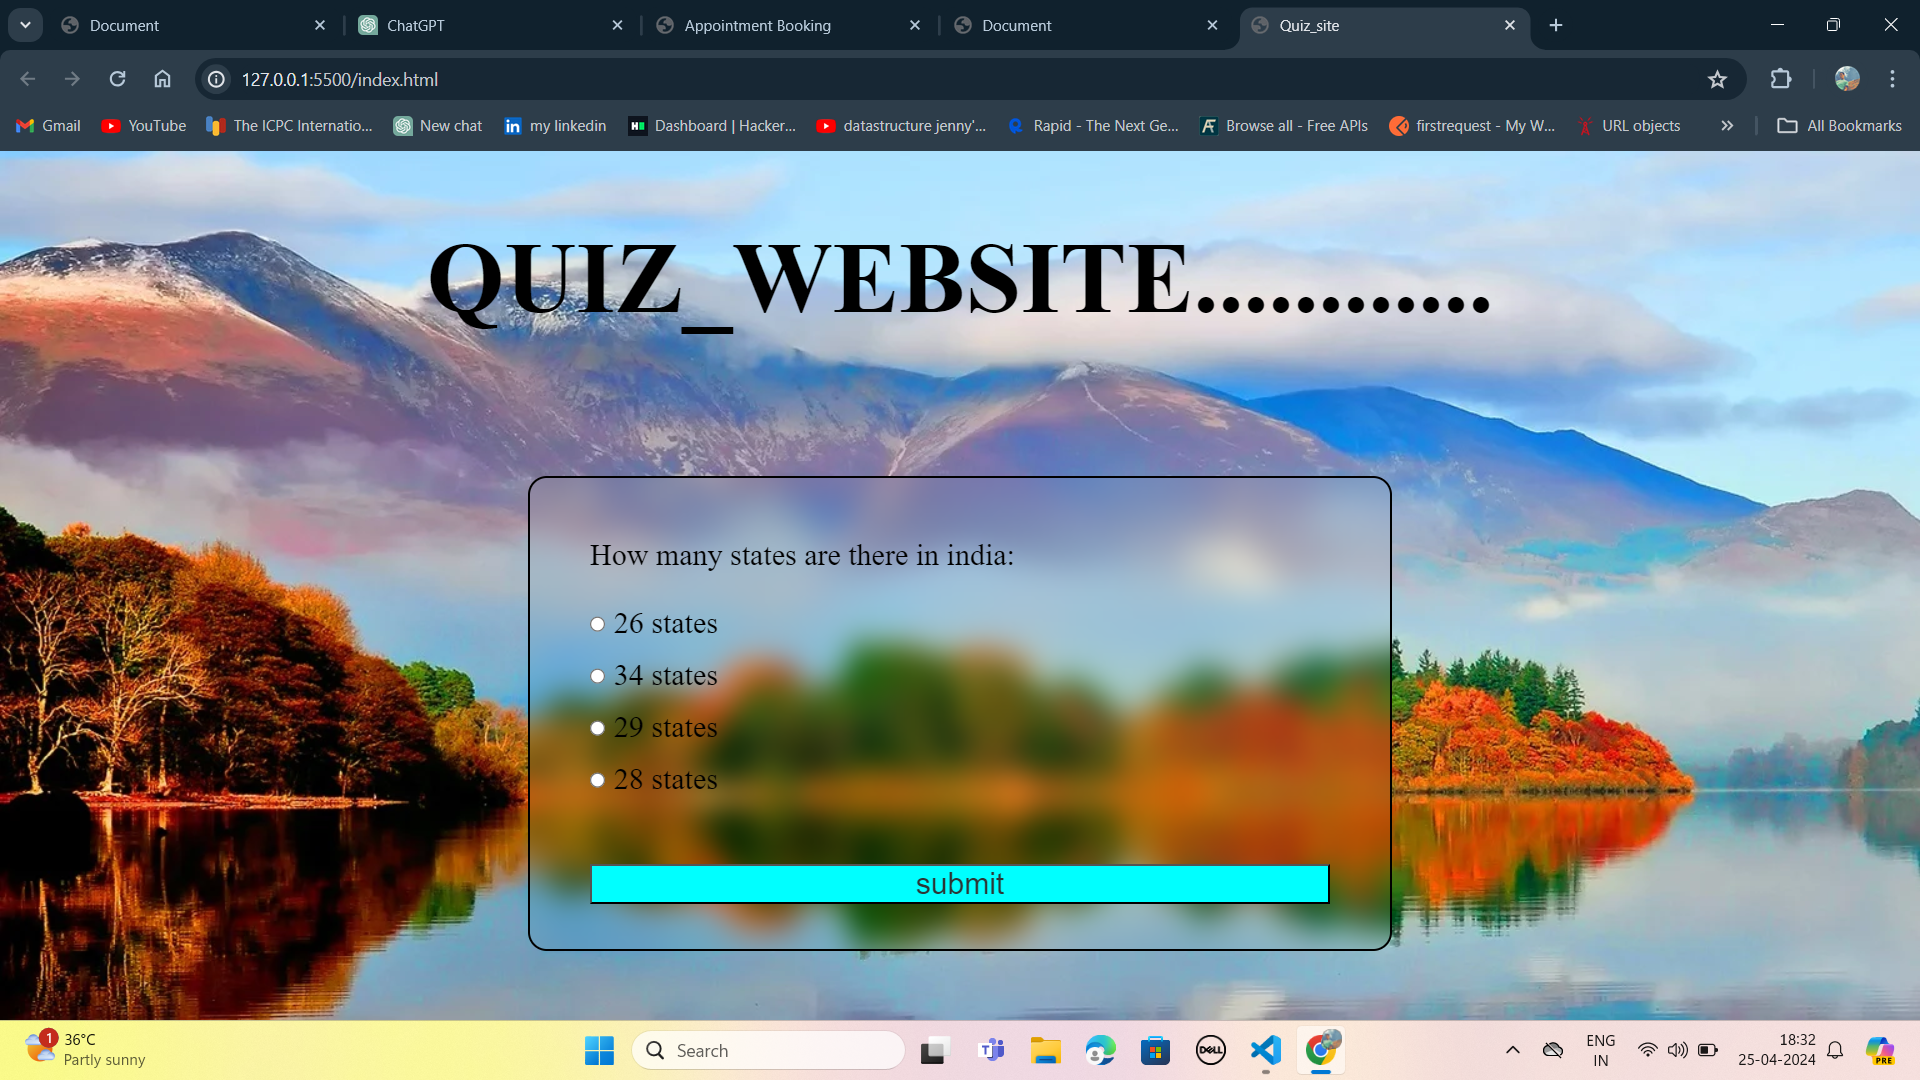 Document
ChatGPT
Appointment Booking
Document
Quiz_site
127.0.0.1:5500/index.html
Gmail
YouTube
The ICPC Internatio...
New chat
in my linkedin
H Dashboard | Hacker...
datastructure jenny'...
Rapid - The Next Ge...
Browse all - Free APIs
firstrequest - My W...
URL objects
All Bookmarks
QUIZ_WEBSITE............
How many states are there in india:
26 states
34 states
29 states
28 states
submit
1
36°C
Partly sunny
Search
DELL
ENG
IN
18:32
25-04-2024
PRE